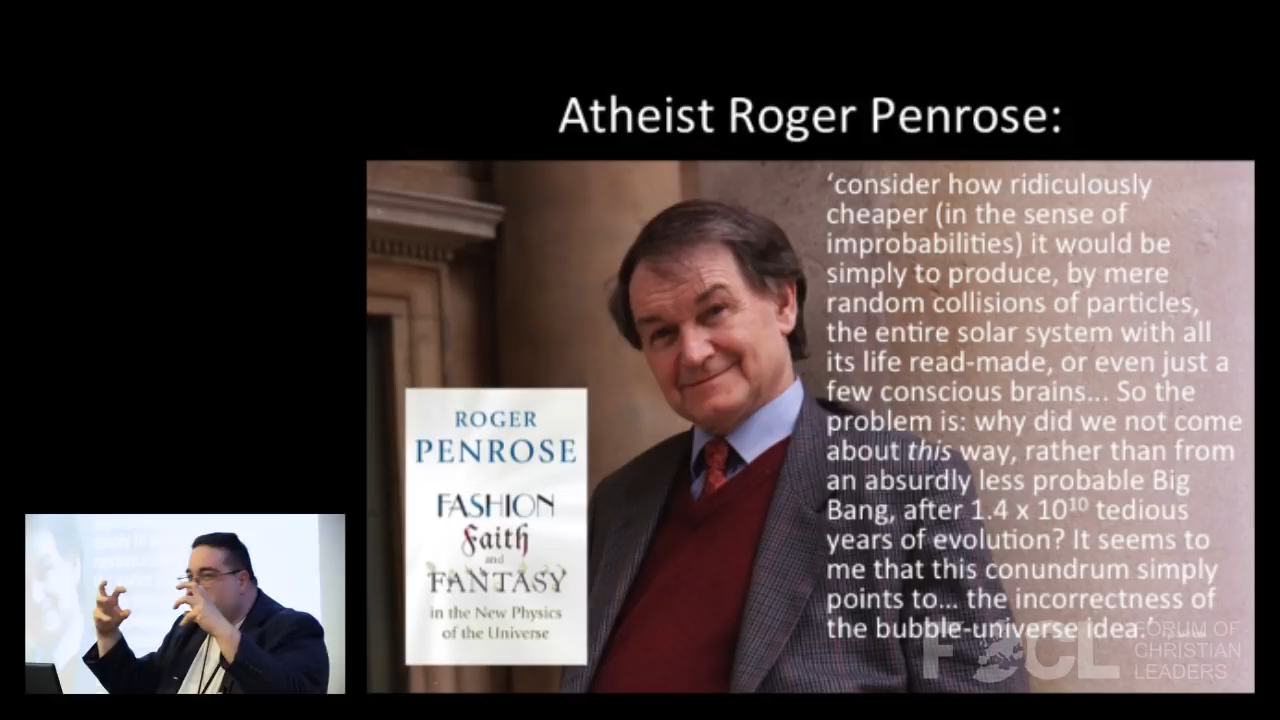 Atheist Roger Penrose:
‘consider how ridiculously
cheaper (in the sense of
improbabilities) it would be
simply to produce, by mere
random collisions of particles,
the entire solar system with all
its life read-made, or even just a
few conscious brains... So the
problem is: why did we not come
about this way, rather than from
an absurdly less probable Big
Bang, after 1.4 x 10¹⁰ tedious
years of evolution? It seems to
me that this conundrum simply
points to... the incorrectness of
the bubble-universe idea.’
ROGER
PENROSE
FASHION
Faith
and
FANTASY
in the New Physics
of the Universe
FOCL
FORUM OF
CHRISTIAN
LEADERS